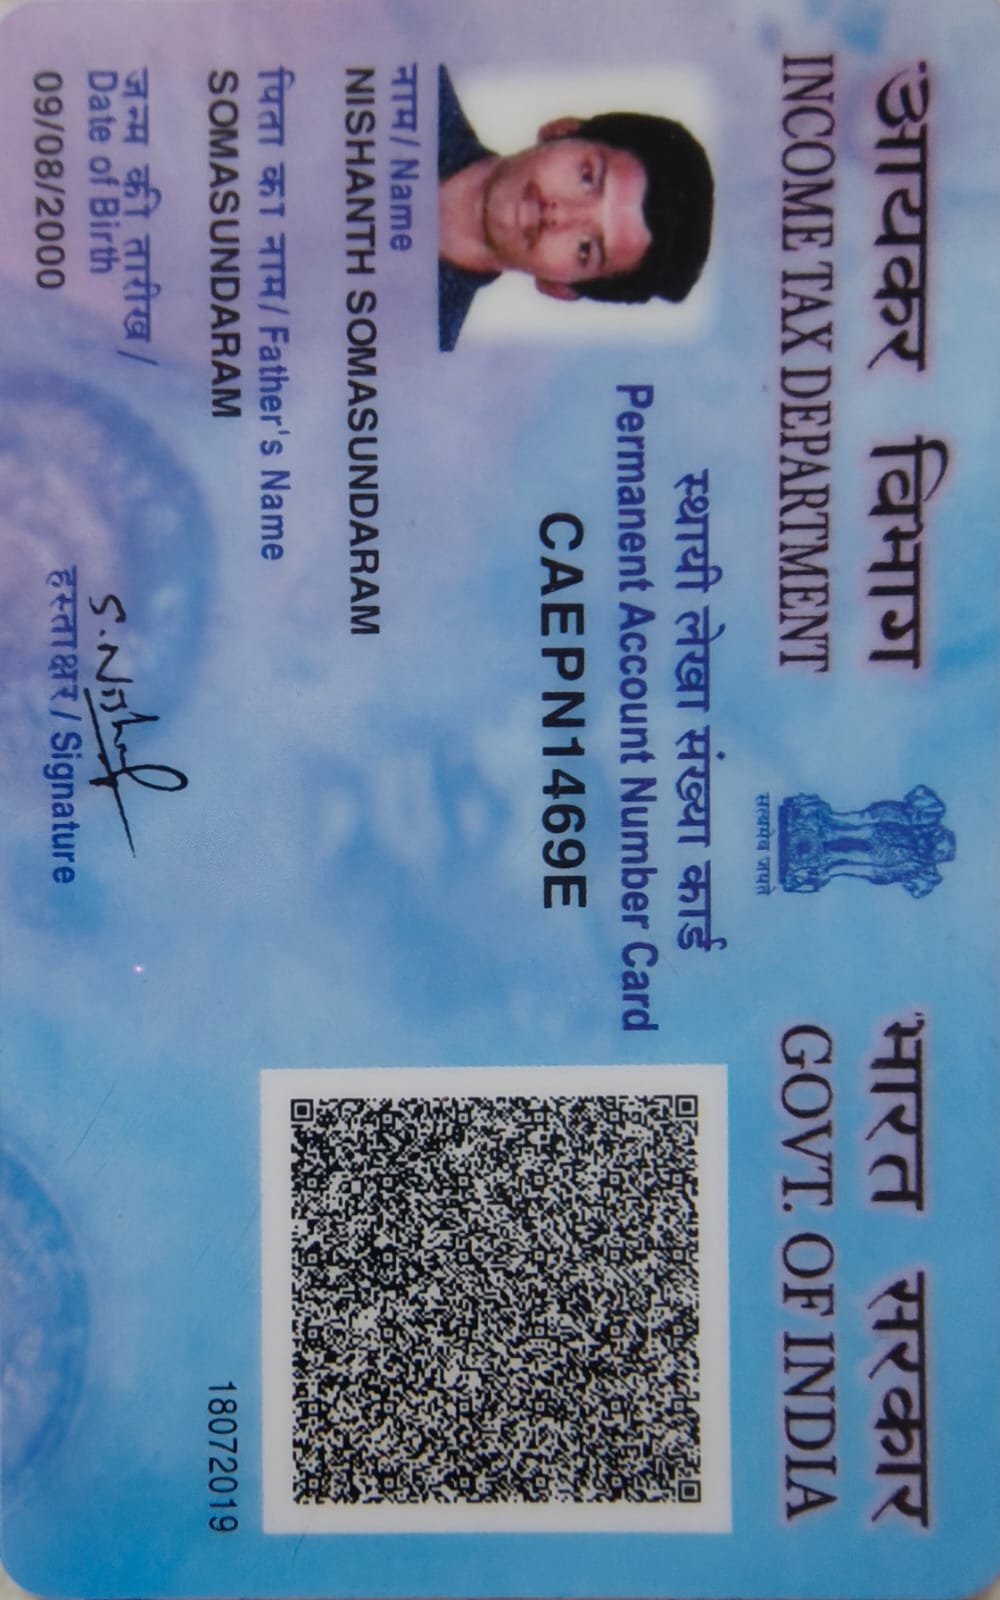 आयकर विभाग
INCOME TAX DEPARTMENT
सत्यमेव जयते
भारत सरकार
GOVT. OF INDIA
स्थायी लेखा संख्या कार्ड
Permanent Account Number Card
CAEPN1469E
नाम / Name
NISHANTH SOMASUNDARAM
पिता का नाम / Father's Name
SOMASUNDARAM
जन्म की तारीख /
Date of Birth
09/08/2000
S. Nishanth
हस्ताक्षर / Signature
18072019